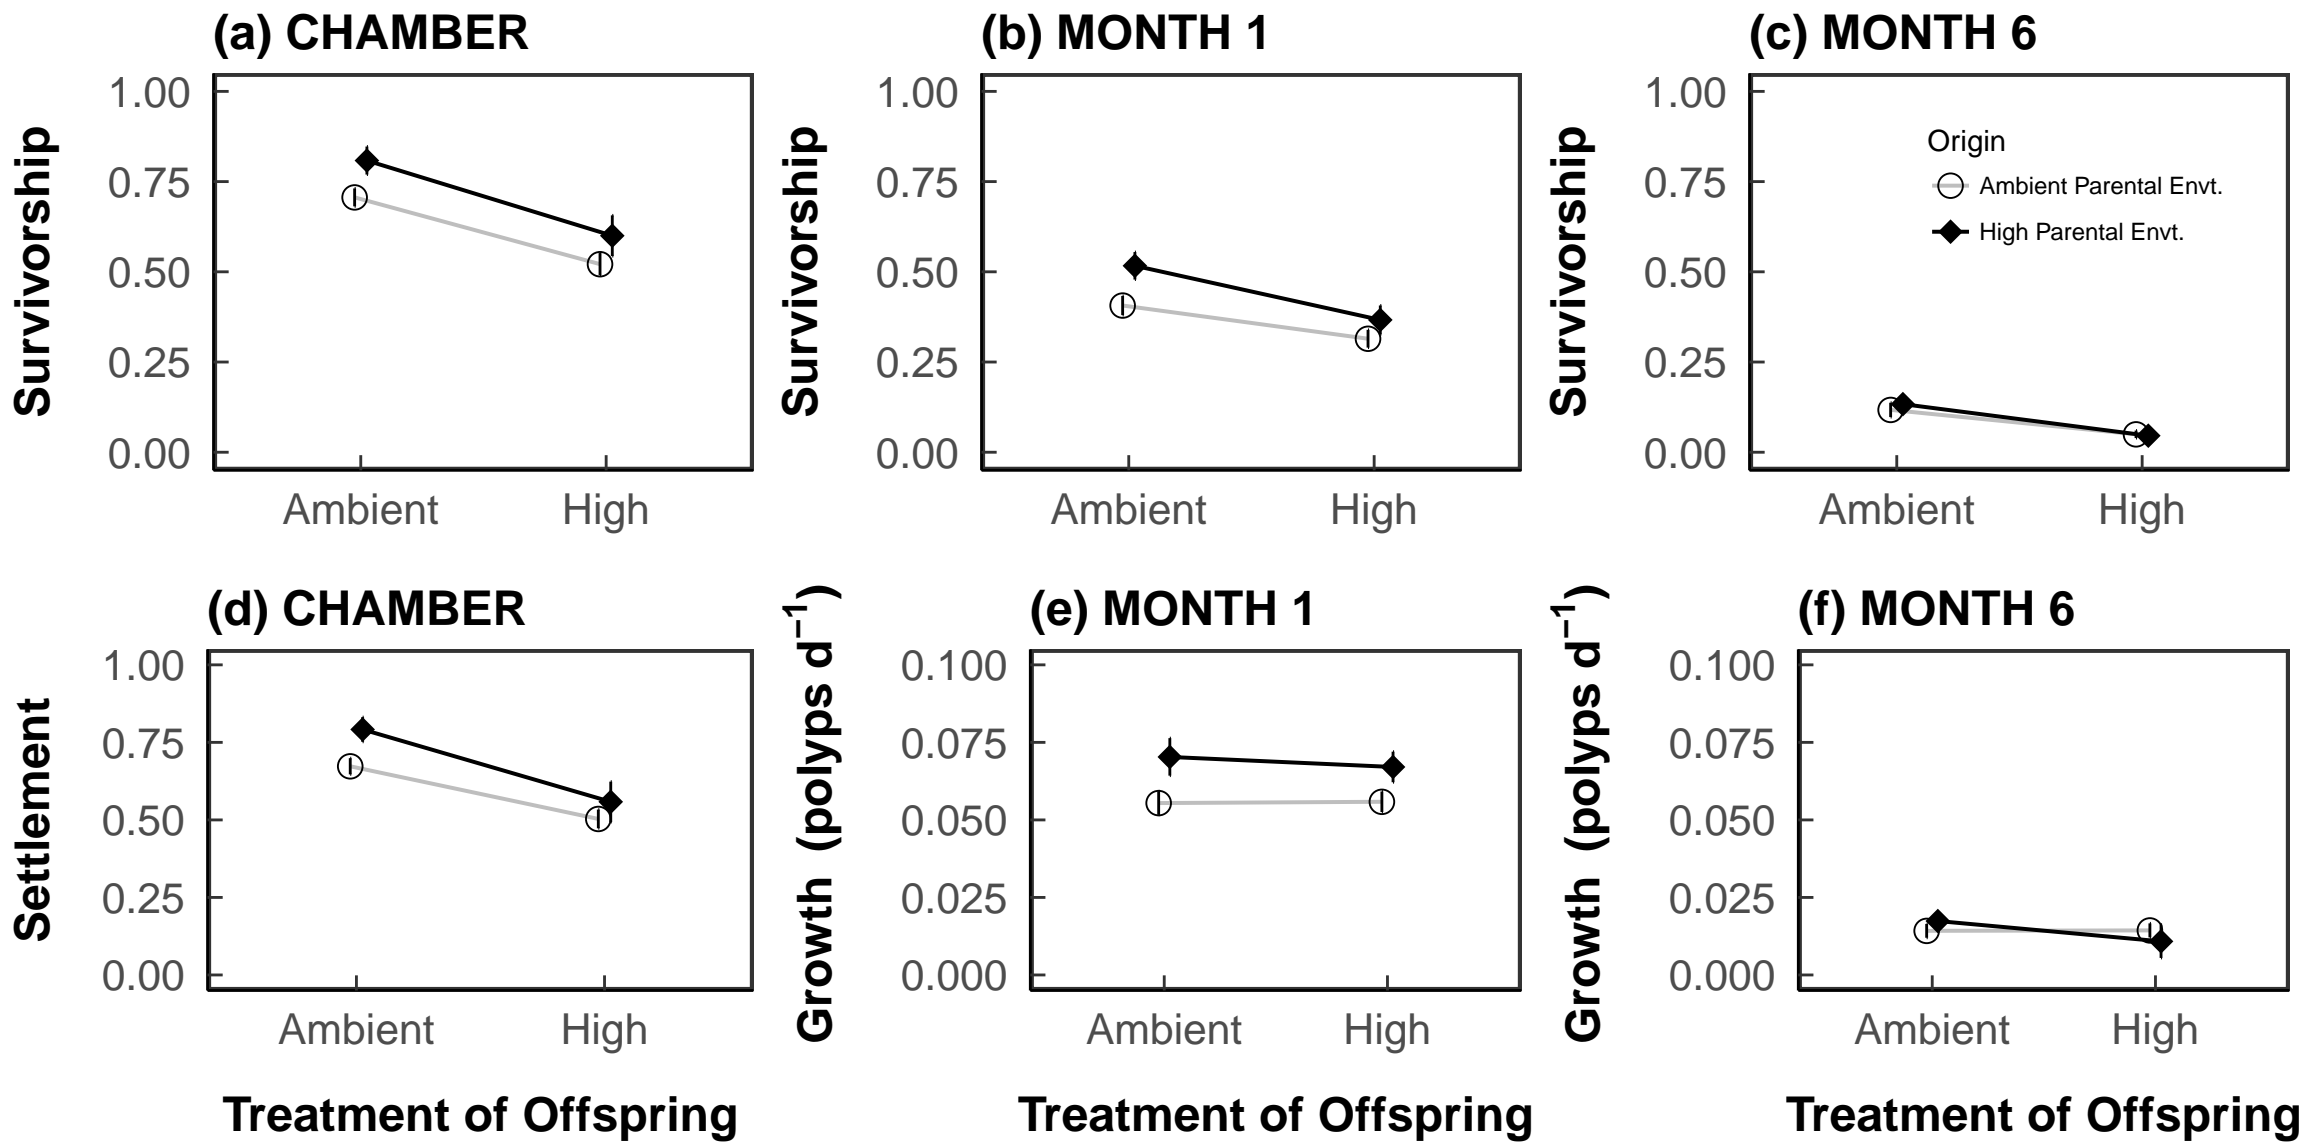 (a) CHAMBER
Survivorship
1.00
0.75
0.50
0.25
0.00
Ambient High
(b) MONTH 1
Survivorship
1.00
0.75
0.50
0.25
0.00
Ambient High
(c) MONTH 6
Survivorship
1.00
0.75
0.50
0.25
0.00
Origin
Ambient Parental Envt.
High Parental Envt.
Ambient High
(d) CHAMBER
Settlement
1.00
0.75
0.50
0.25
0.00
Ambient High
Treatment of Offspring
(e) MONTH 1
Growth (polyps d⁻¹)
0.100
0.075
0.050
0.025
0.000
Ambient High
Treatment of Offspring
(f) MONTH 6
Growth (polyps d⁻¹)
0.100
0.075
0.050
0.025
0.000
Ambient High
Treatment of Offspring